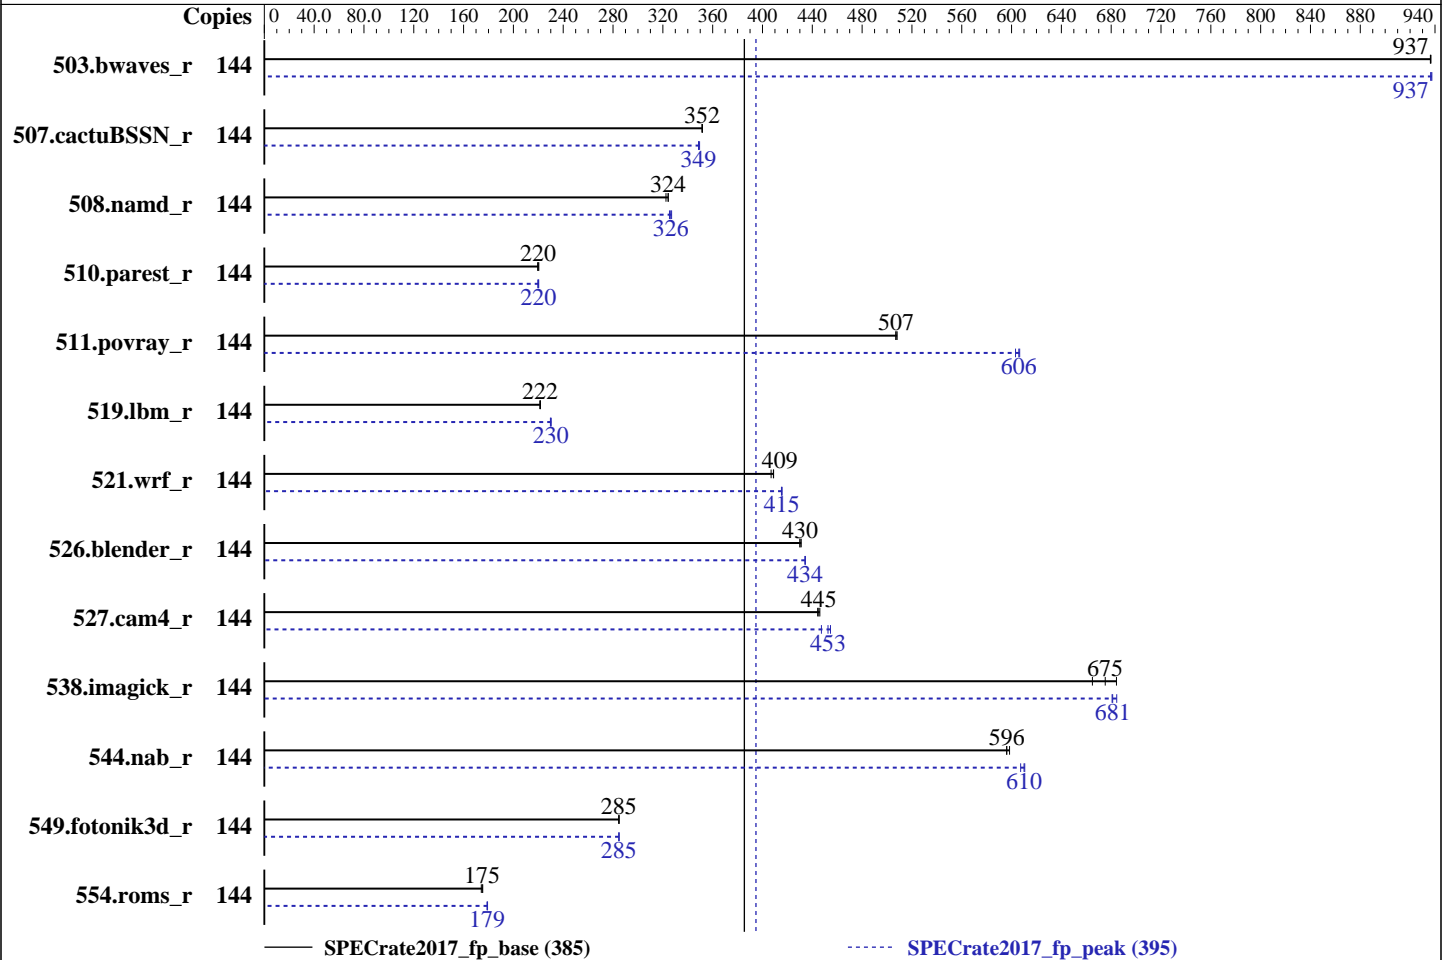 Copies 0 40.0 80.0 120 160 200 240 280 320 360 400 440 480 520 560 600 640 680 720 760 800 840 880 940
503.bwaves_r 144 937
937
507.cactuBSSN_r 144 352
349
508.namd_r 144 324
326
510.parest_r 144 220
220
511.povray_r 144 507
606
519.lbm_r 144 222
230
521.wrf_r 144 409
415
526.blender_r 144 430
434
527.cam4_r 144 445
453
538.imagick_r 144 675
681
544.nab_r 144 596
610
549.fotonik3d_r 144 285
285
554.roms_r 144 175
179
SPECrate2017_fp_base (385) SPECrate2017_fp_peak (395)